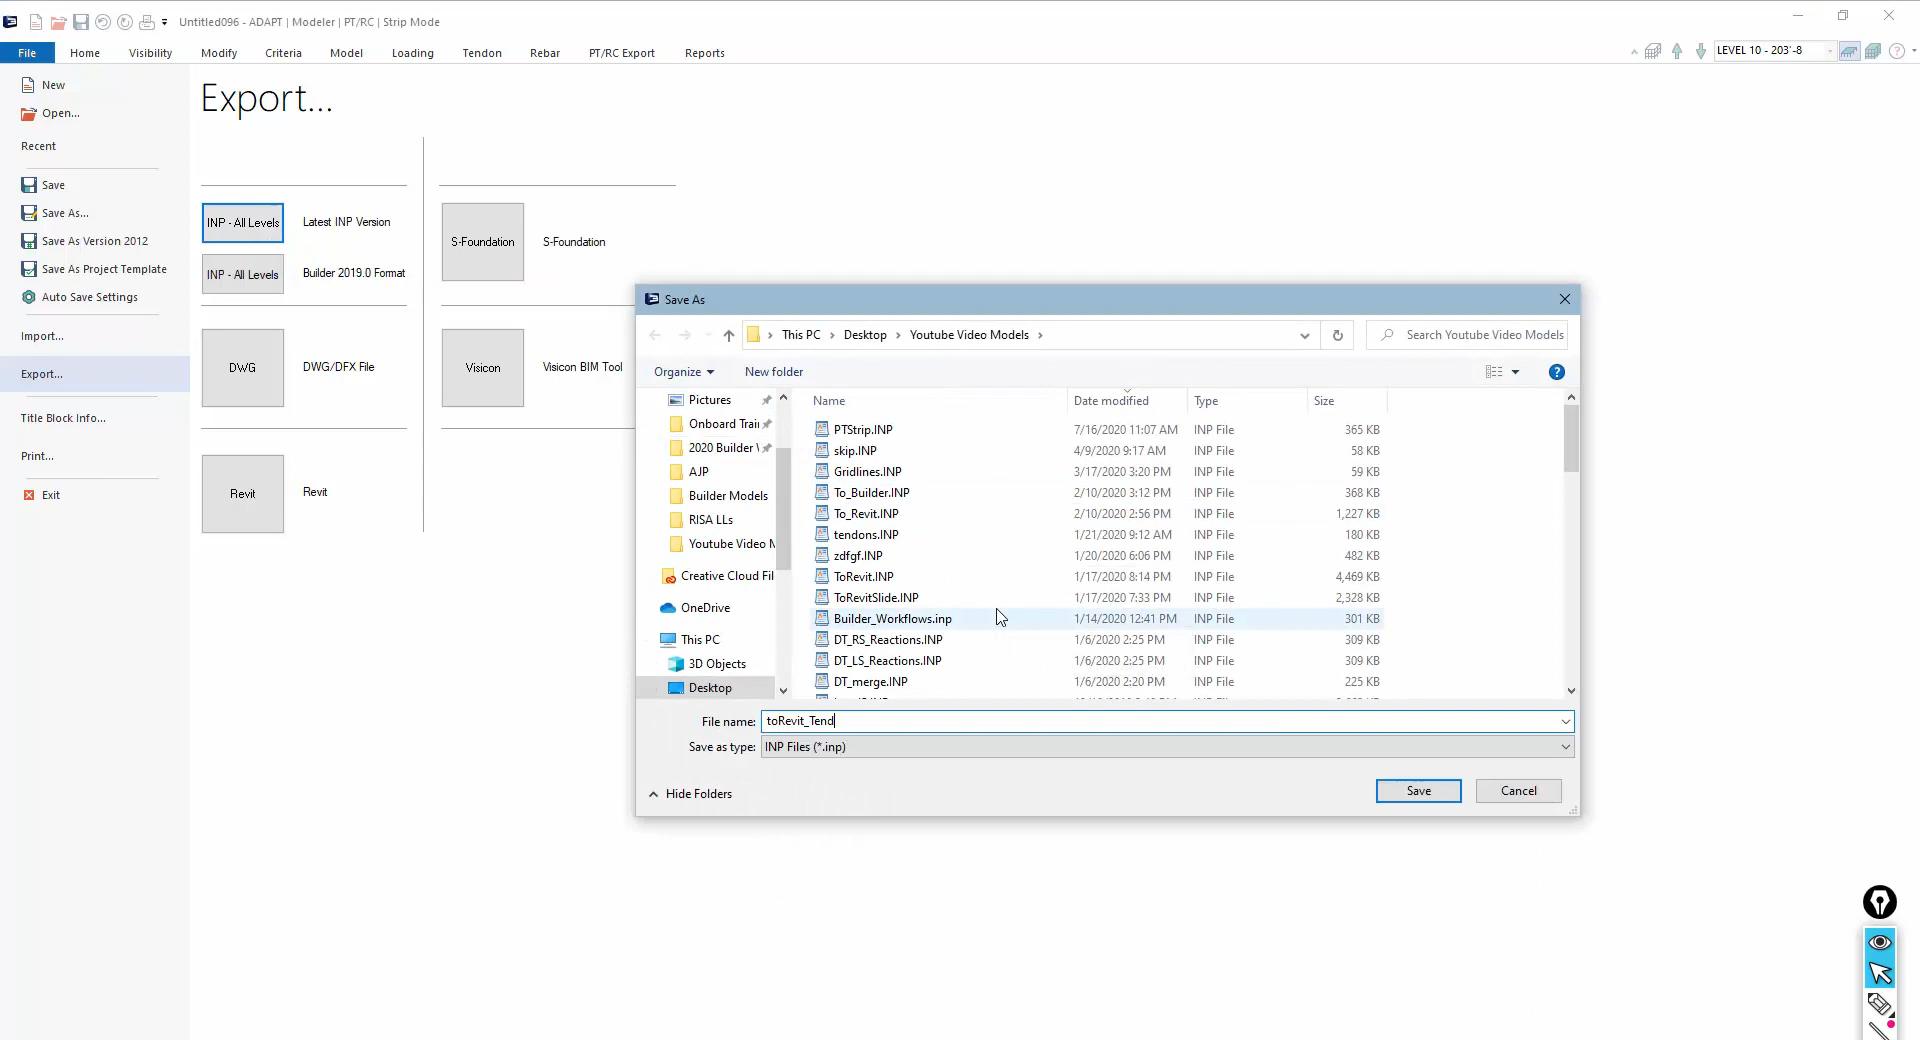 Untitled096 - ADAPT | Modeler | PT/RC | Strip Mode
File Home Visibility Modify Criteria Model Loading Tendon Rebar PT/RC Export Reports
LEVEL 10 - 203'-8
New
Open...
Recent
Save
Save As...
Save As Version 2012
Save As Project Template
Auto Save Settings
Import...
Export...
Title Block Info...
Print...
Exit
Export...
INP - All Levels Latest INP Version
INP - All Levels Builder 2019.0 Format
DWG DWG/DFX File
Revit Revit
S-Foundation S-Foundation
Visicon Visicon BIM Tool
Save As
This PC › Desktop › Youtube Video Models ›
Search Youtube Video Models
Organize New folder
Pictures
Onboard Trai
2020 Builder \
AJP
Builder Models
RISA LLs
Youtube Video M
Creative Cloud Fil
OneDrive
This PC
3D Objects
Desktop
Name Date modified Type Size
PTStrip.INP 7/16/2020 11:07 AM INP File 365 KB
skip.INP 4/9/2020 9:17 AM INP File 58 KB
Gridlines.INP 3/17/2020 3:20 PM INP File 59 KB
To_Builder.INP 2/10/2020 3:12 PM INP File 368 KB
To_Revit.INP 2/10/2020 2:56 PM INP File 1,227 KB
tendons.INP 1/21/2020 9:12 AM INP File 180 KB
zdfgf.INP 1/20/2020 6:06 PM INP File 482 KB
ToRevit.INP 1/17/2020 8:14 PM INP File 4,469 KB
ToRevitSlide.INP 1/17/2020 7:33 PM INP File 2,328 KB
Builder_Workflows.inp 1/14/2020 12:41 PM INP File 301 KB
DT_RS_Reactions.INP 1/6/2020 2:25 PM INP File 309 KB
DT_LS_Reactions.INP 1/6/2020 2:25 PM INP File 309 KB
DT_merge.INP 1/6/2020 2:20 PM INP File 225 KB
File name: toRevit_Tend
Save as type: INP Files (*.inp)
Hide Folders
Save Cancel